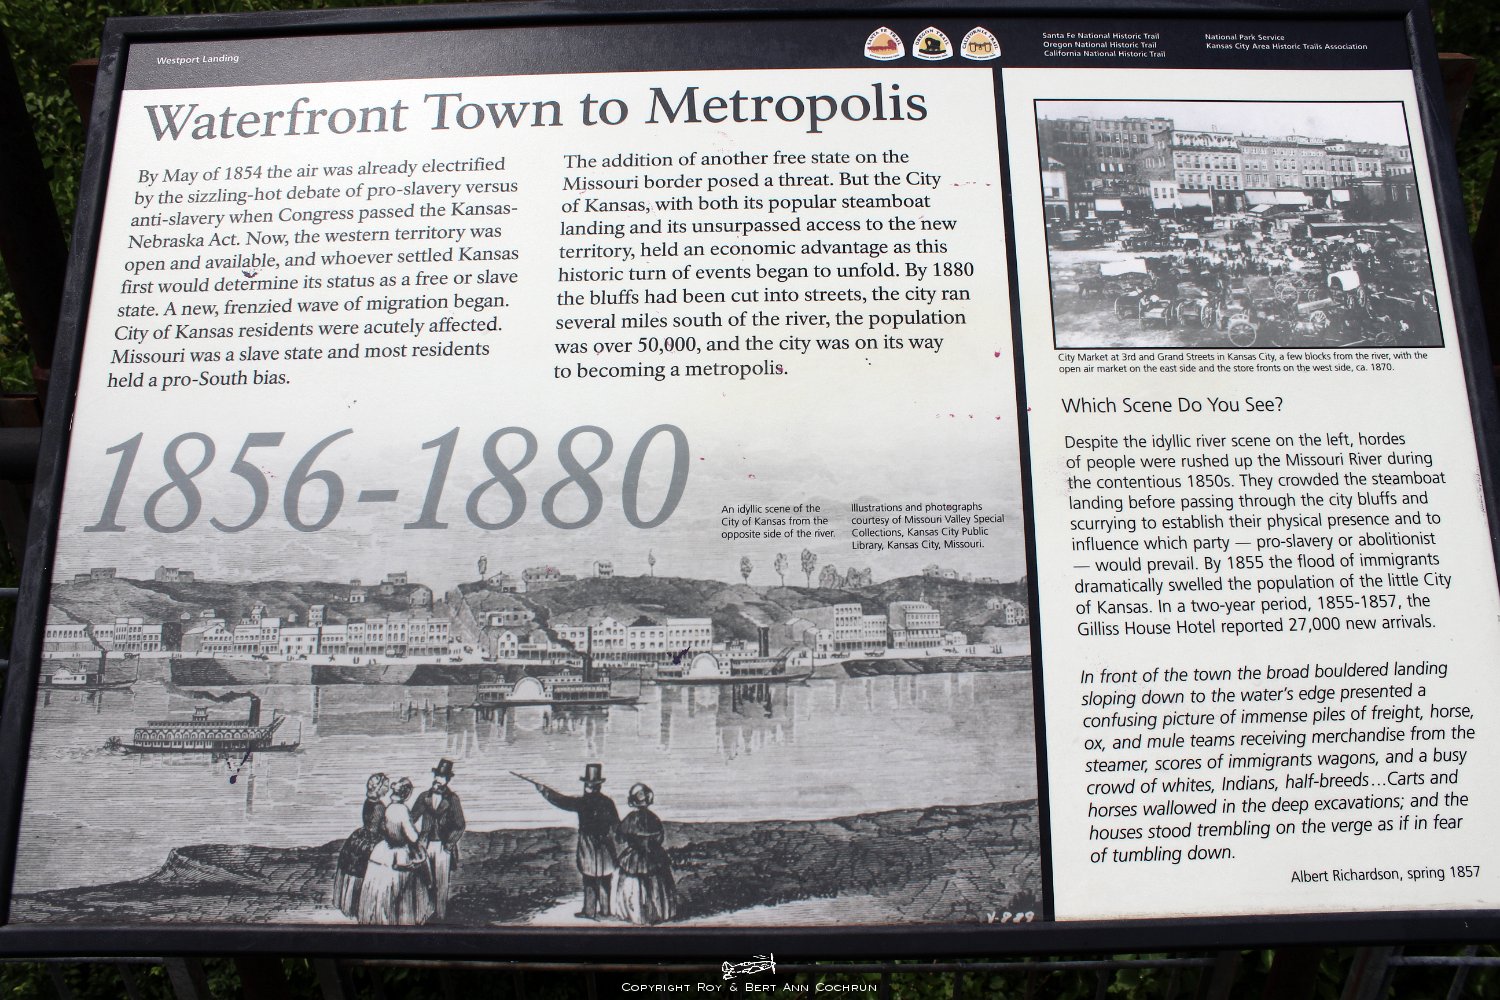 Westport Landing
SANTA FE TRAIL
OREGON TRAIL
CALIFORNIA TRAIL
Santa Fe National Historic Trail
Oregon National Historic Trail
California National Historic Trail
National Park Service
Kansas City Area Historic Trails Association
Waterfront Town to Metropolis
By May of 1854 the air was already electrified
by the sizzling-hot debate of pro-slavery versus
anti-slavery when Congress passed the Kansas-
Nebraska Act. Now, the western territory was
open and available, and whoever settled Kansas
first would determine its status as a free or slave
state. A new, frenzied wave of migration began.
City of Kansas residents were acutely affected.
Missouri was a slave state and most residents
held a pro-South bias.
The addition of another free state on the
Missouri border posed a threat. But the City
of Kansas, with both its popular steamboat
landing and its unsurpassed access to the new
territory, held an economic advantage as this
historic turn of events began to unfold. By 1880
the bluffs had been cut into streets, the city ran
several miles south of the river, the population
was over 50,000, and the city was on its way
to becoming a metropolis.
1856-1880
An idyllic scene of the
City of Kansas from the
opposite side of the river.
Illustrations and photographs
courtesy of Missouri Valley Special
Collections, Kansas City Public
Library, Kansas City, Missouri.
V-889
City Market at 3rd and Grand Streets in Kansas City, a few blocks from the river, with the
open air market on the east side and the store fronts on the west side, ca. 1870.
Which Scene Do You See?
Despite the idyllic river scene on the left, hordes
of people were rushed up the Missouri River during
the contentious 1850s. They crowded the steamboat
landing before passing through the city bluffs and
scurrying to establish their physical presence and to
influence which party — pro-slavery or abolitionist
— would prevail. By 1855 the flood of immigrants
dramatically swelled the population of the little City
of Kansas. In a two-year period, 1855-1857, the
Gilliss House Hotel reported 27,000 new arrivals.
In front of the town the broad bouldered landing
sloping down to the water's edge presented a
confusing picture of immense piles of freight, horse,
ox, and mule teams receiving merchandise from the
steamer, scores of immigrants wagons, and a busy
crowd of whites, Indians, half-breeds...Carts and
horses wallowed in the deep excavations; and the
houses stood trembling on the verge as if in fear
of tumbling down.
Albert Richardson, spring 1857
Copyright Roy & Bert Ann Cochrun